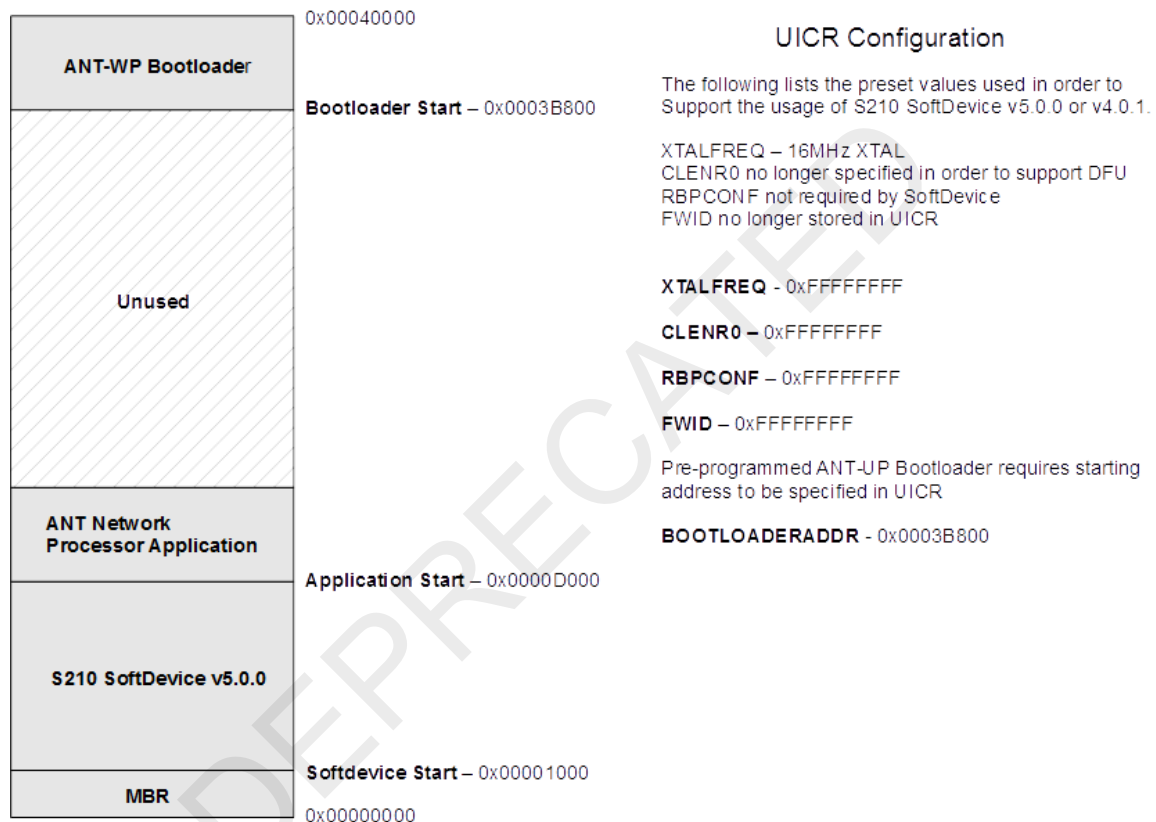 0x00040000
ANT-WP Bootloader
Bootloader Start – 0x0003B800
Unused
ANT Network
Processor Application
Application Start – 0x0000D000
S210 SoftDevice v5.0.0
Softdevice Start – 0x00001000
MBR
0x00000000
UICR Configuration
The following lists the preset values used in order to
Support the usage of S210 SoftDevice v5.0.0 or v4.0.1.
XTALFREQ – 16MHz XTAL
CLENR0 no longer specified in order to support DFU
RBPCONF not required by SoftDevice
FWID no longer stored in UICR
XTALFREQ - 0xFFFFFFFF
CLENR0 – 0xFFFFFFFF
RBPCONF – 0xFFFFFFFF
FWID – 0xFFFFFFFF
Pre-programmed ANT-UP Bootloader requires starting
address to be specified in UICR
BOOTLOADERADDR - 0x0003B800
DEPRECATED